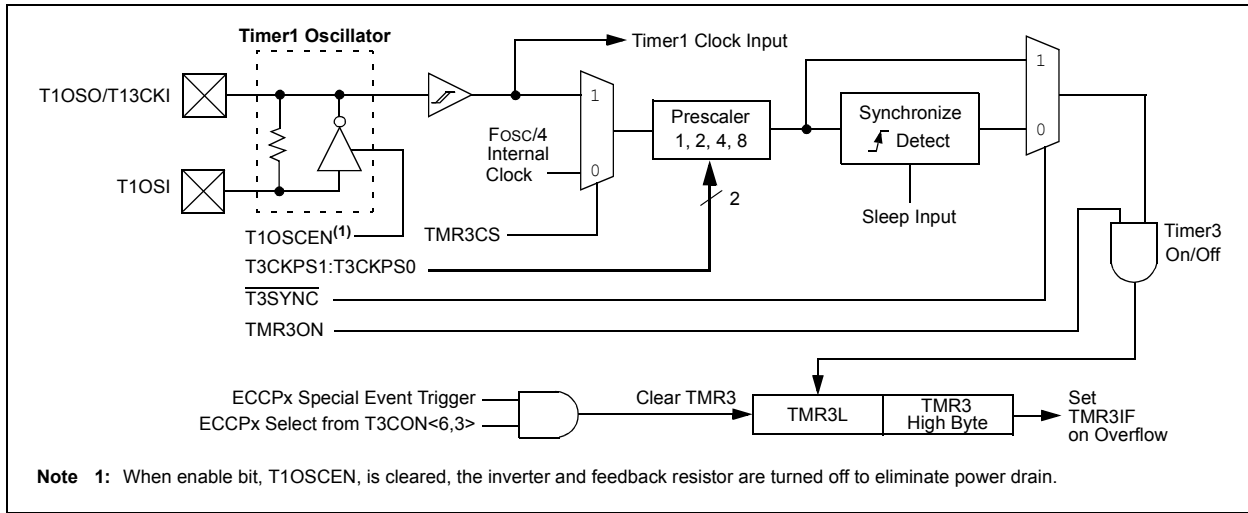 Timer1 Oscillator
Timer1 Clock Input
T1OSO/T13CKI
T1OSI
1
FOSC/4
Internal
Clock
0
Prescaler
1, 2, 4, 8
Synchronize
Detect
1
0
2
Sleep Input
T1OSCEN(1)
TMR3CS
T3CKPS1:T3CKPS0
T3SYNC
TMR3ON
Timer3
On/Off
ECCPx Special Event Trigger
ECCPx Select from T3CON<6,3>
Clear TMR3
TMR3L
TMR3
High Byte
Set
TMR3IF
on Overflow
Note 1: When enable bit, T1OSCEN, is cleared, the inverter and feedback resistor are turned off to eliminate power drain.